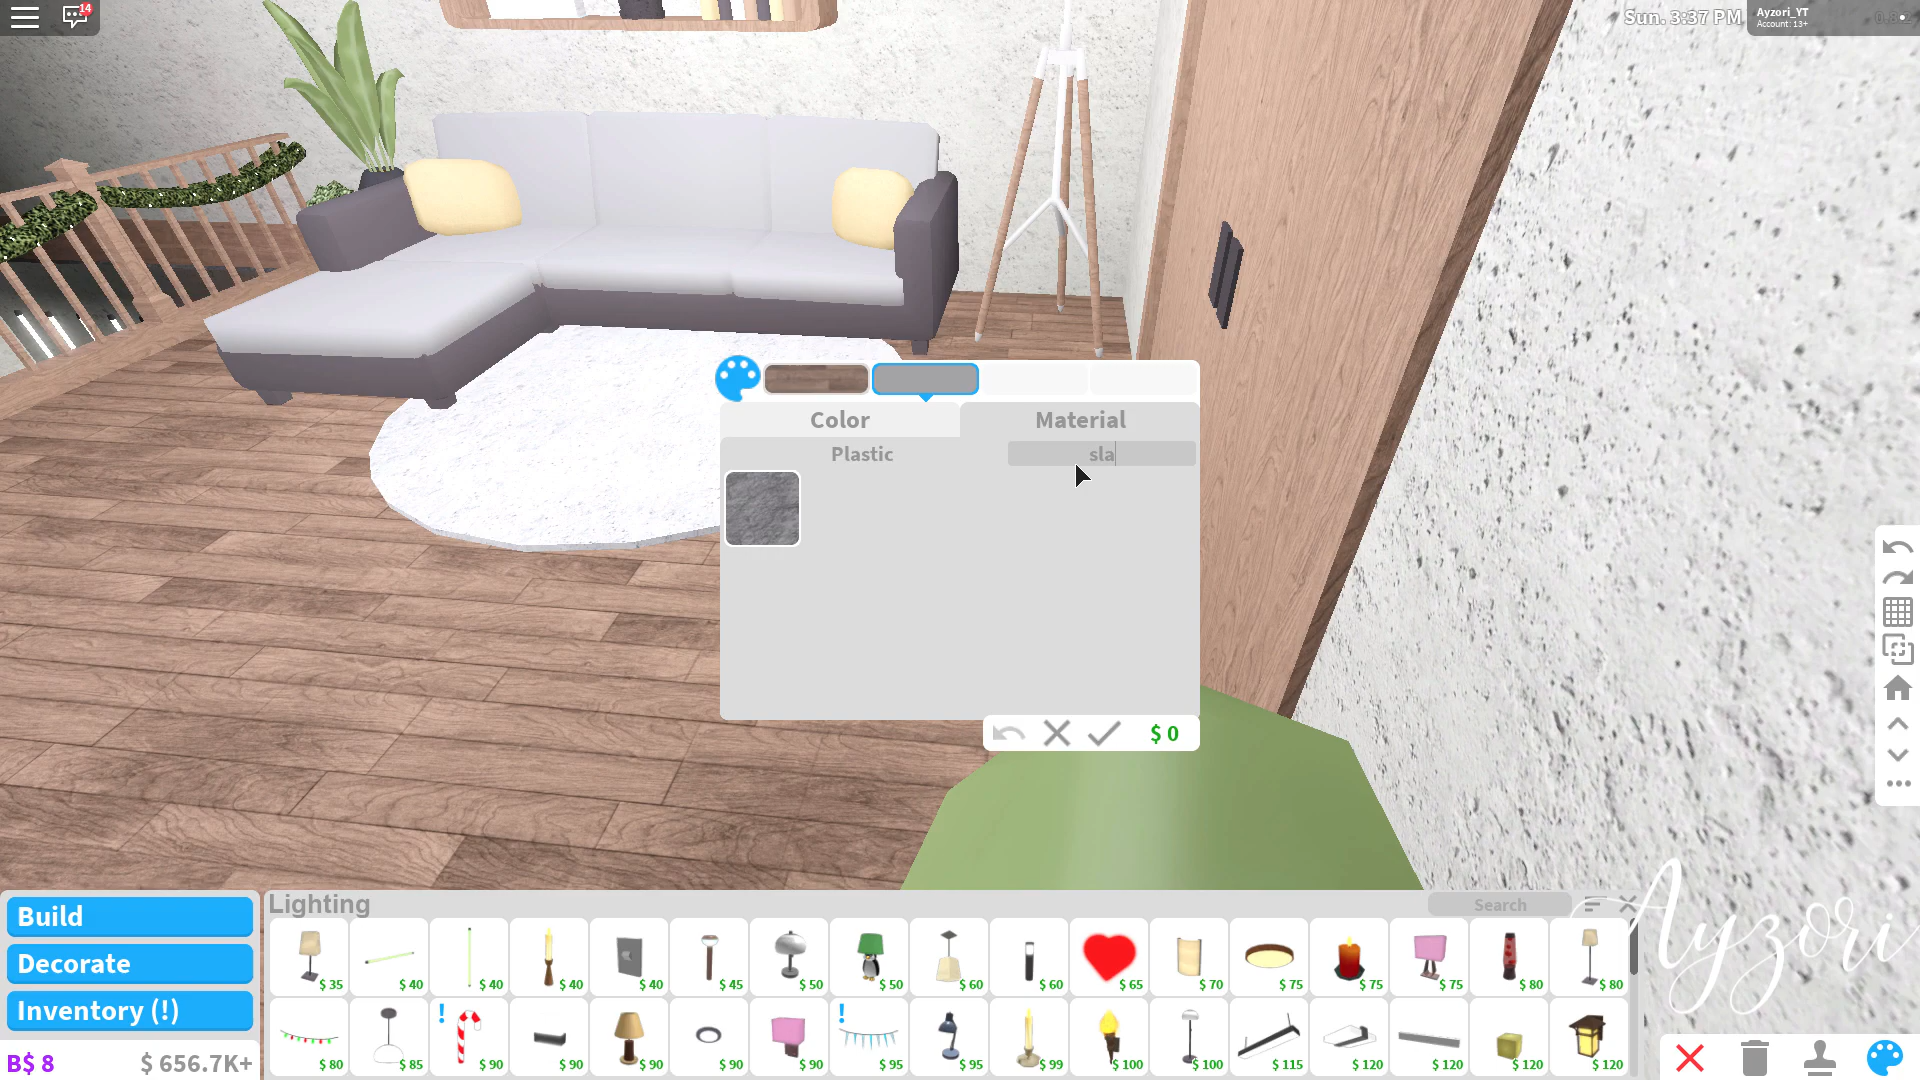 14
Sun. 3:37 PM
Ayzori_YT
Account: 13+
Color
Material
Plastic
sla
$ 0
Build
Decorate
Inventory (!)
B$ 8
$ 656.7K+
Lighting
Search
$ 35
$ 40
$ 40
$ 40
$ 40
$ 45
$ 50
$ 50
$ 60
$ 60
$ 65
$ 70
$ 75
$ 75
$ 75
$ 80
$ 80
$ 80
$ 85
! $ 90
$ 90
$ 90
$ 90
$ 90
! $ 95
$ 95
$ 99
$ 100
$ 100
$ 115
$ 120
$ 120
$ 120
$ 120
Ayzori